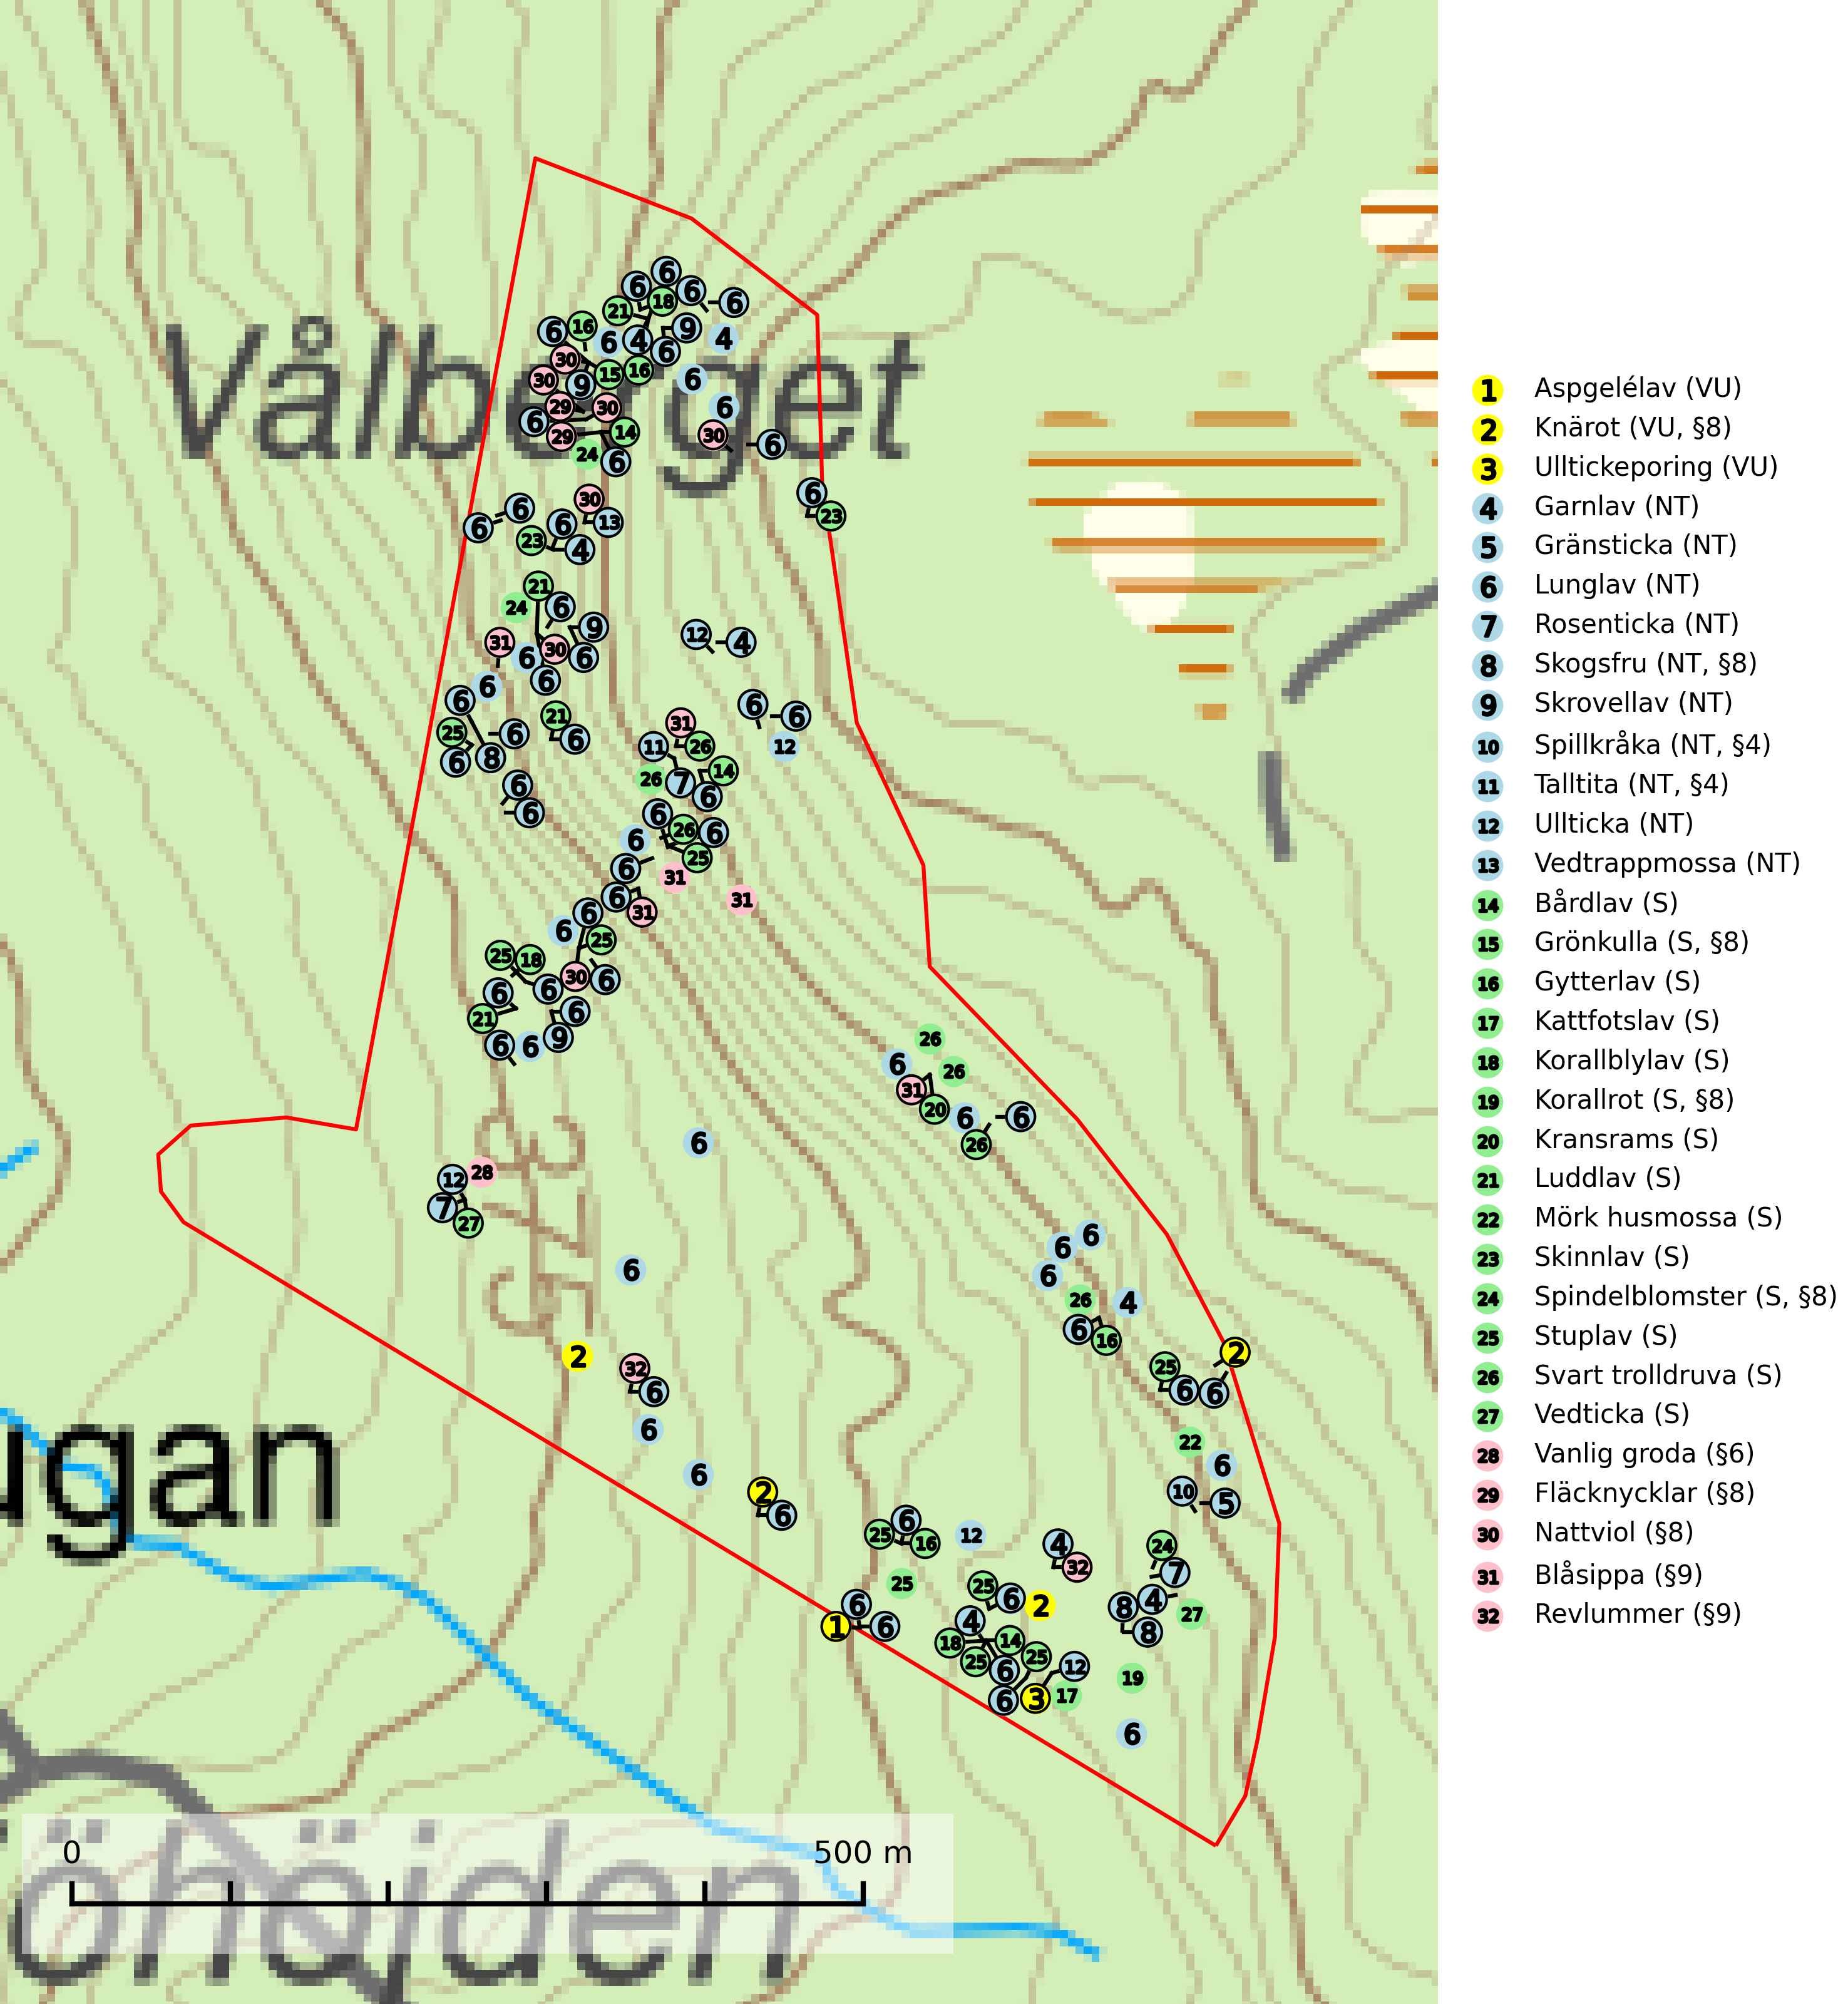 Vålberget
ugan
öhöjden
0 500 m
1 Aspgelélav (VU)
2 Knärot (VU, §8)
3 Ulltickeporing (VU)
4 Garnlav (NT)
5 Gränsticka (NT)
6 Lunglav (NT)
7 Rosenticka (NT)
8 Skogsfru (NT, §8)
9 Skrovellav (NT)
10 Spillkråka (NT, §4)
11 Talltita (NT, §4)
12 Ullticka (NT)
13 Vedtrappmossa (NT)
14 Bårdlav (S)
15 Grönkulla (S, §8)
16 Gytterlav (S)
17 Kattfotslav (S)
18 Korallblylav (S)
19 Korallrot (S, §8)
20 Kransrams (S)
21 Luddlav (S)
22 Mörk husmossa (S)
23 Skinnlav (S)
24 Spindelblomster (S, §8)
25 Stuplav (S)
26 Svart trolldruva (S)
27 Vedticka (S)
28 Vanlig groda (§6)
29 Fläcknycklar (§8)
30 Nattviol (§8)
31 Blåsippa (§9)
32 Revlummer (§9)